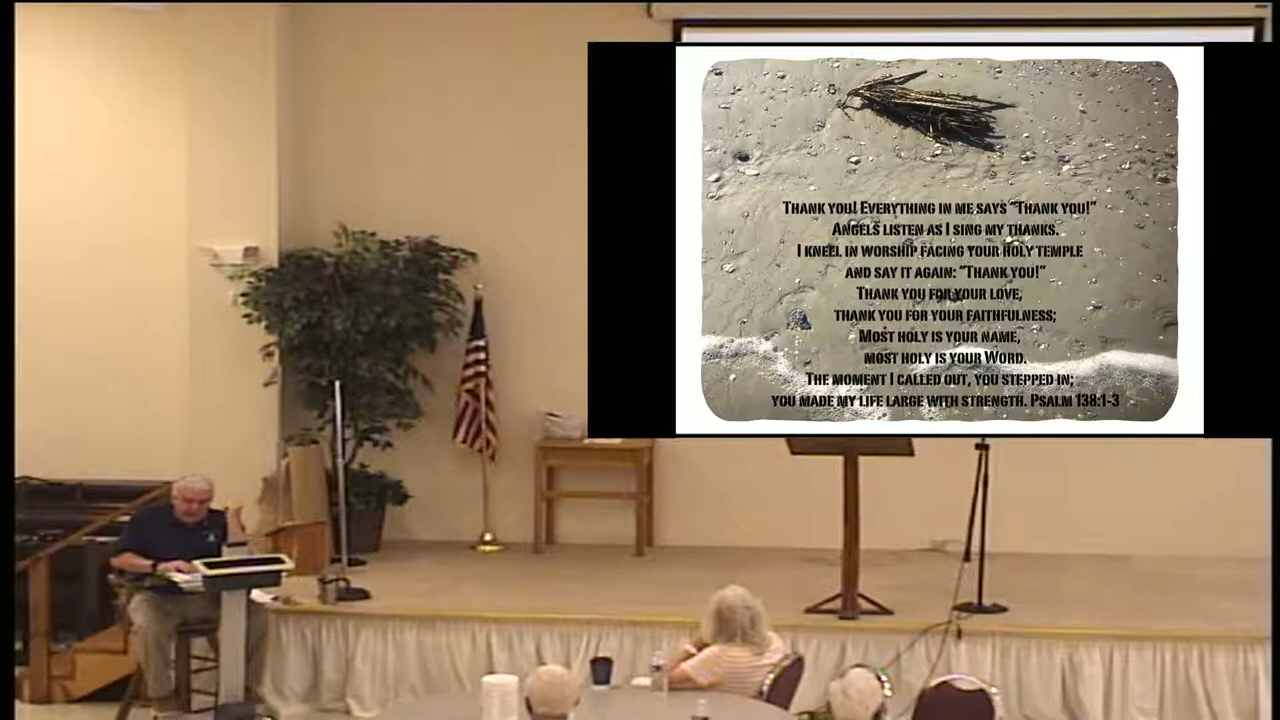 THANK YOU! EVERYTHING IN ME SAYS “THANK YOU!”
ANGELS LISTEN AS I SING MY THANKS.
I KNEEL IN WORSHIP FACING YOUR HOLY TEMPLE
AND SAY IT AGAIN: “THANK YOU!”
THANK YOU FOR YOUR LOVE,
THANK YOU FOR YOUR FAITHFULNESS;
MOST HOLY IS YOUR NAME,
MOST HOLY IS YOUR WORD.
THE MOMENT I CALLED OUT, YOU STEPPED IN;
YOU MADE MY LIFE LARGE WITH STRENGTH. PSALM 138:1-3